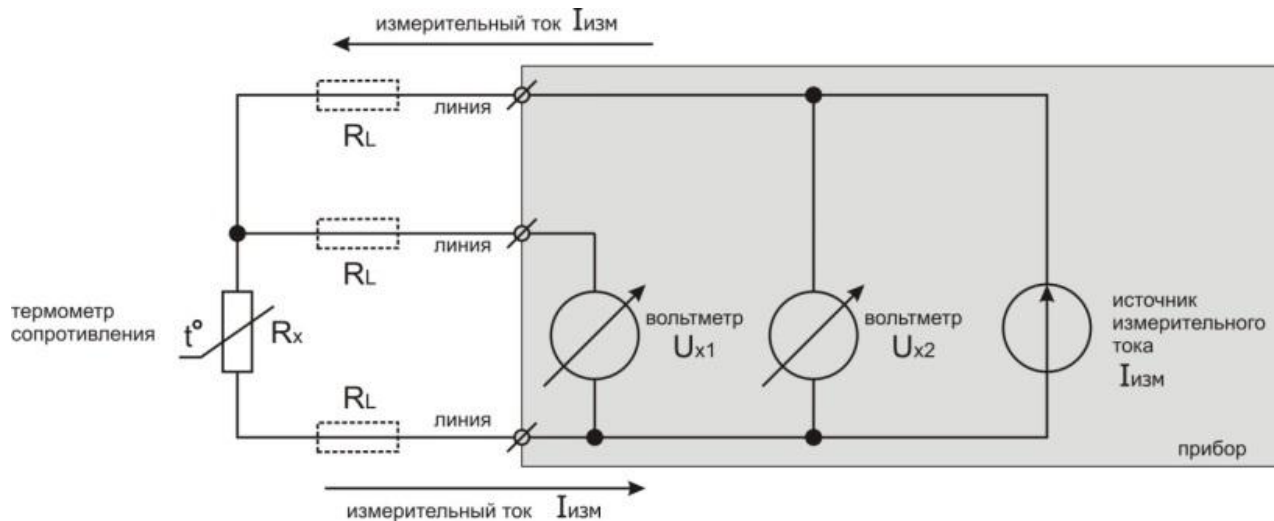 измерительный ток Iизм
линия
RL
линия
RL
термометр
сопротивления
t°
Rx
вольтметр
Ux1
вольтметр
Ux2
источник
измерительного
тока
Iизм
RL
линия
прибор
измерительный ток Iизм